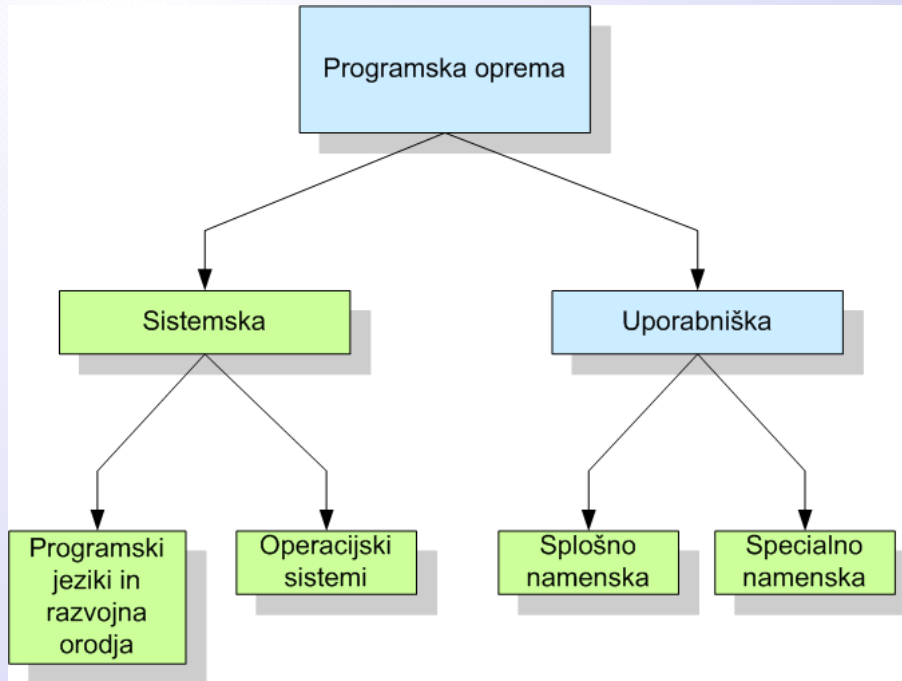 Programska oprema
Sistemska
Uporabniška
Programski
jeziki in
razvojna
orodja
Operacijski
sistemi
Splošno
namenska
Specialno
namenska